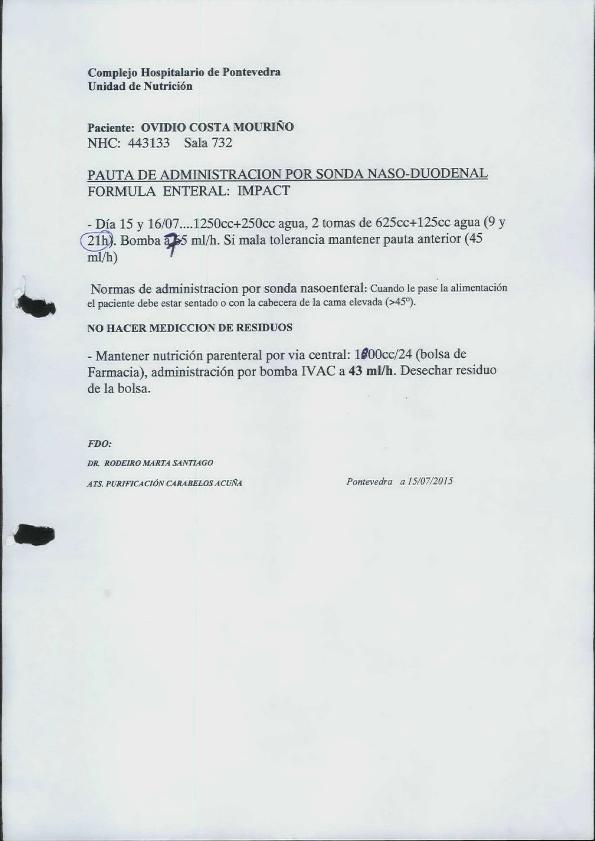 Complejo Hospitalario de Pontevedra
Unidad de Nutrición
Paciente: OVIDIO COSTA MOURIÑO
NHC: 443133 Sala 732
PAUTA DE ADMINISTRACION POR SONDA NASO-DUODENAL
FORMULA ENTERAL: IMPACT
- Día 15 y 16/07....1250cc+250cc agua, 2 tomas de 625cc+125cc agua (9 y
21h). Bomba a 75 ml/h. Si mala tolerancia mantener pauta anterior (45
ml/h)
Normas de administracion por sonda nasoenteral: Cuando le pase la alimentación
el paciente debe estar sentado o con la cabecera de la cama elevada (>45º).
NO HACER MEDICCION DE RESIDUOS
- Mantener nutrición parenteral por via central: (bolsa de
Farmacia), administración por bomba IVAC a 43 ml/h. Desechar residuo
de la bolsa.
FDO:
DR. RODEIRO MARTA SANTIAGO
ATS. PURIFICACIÓN CARABELOS ACUÑA Pontevedra a 15/07/2015